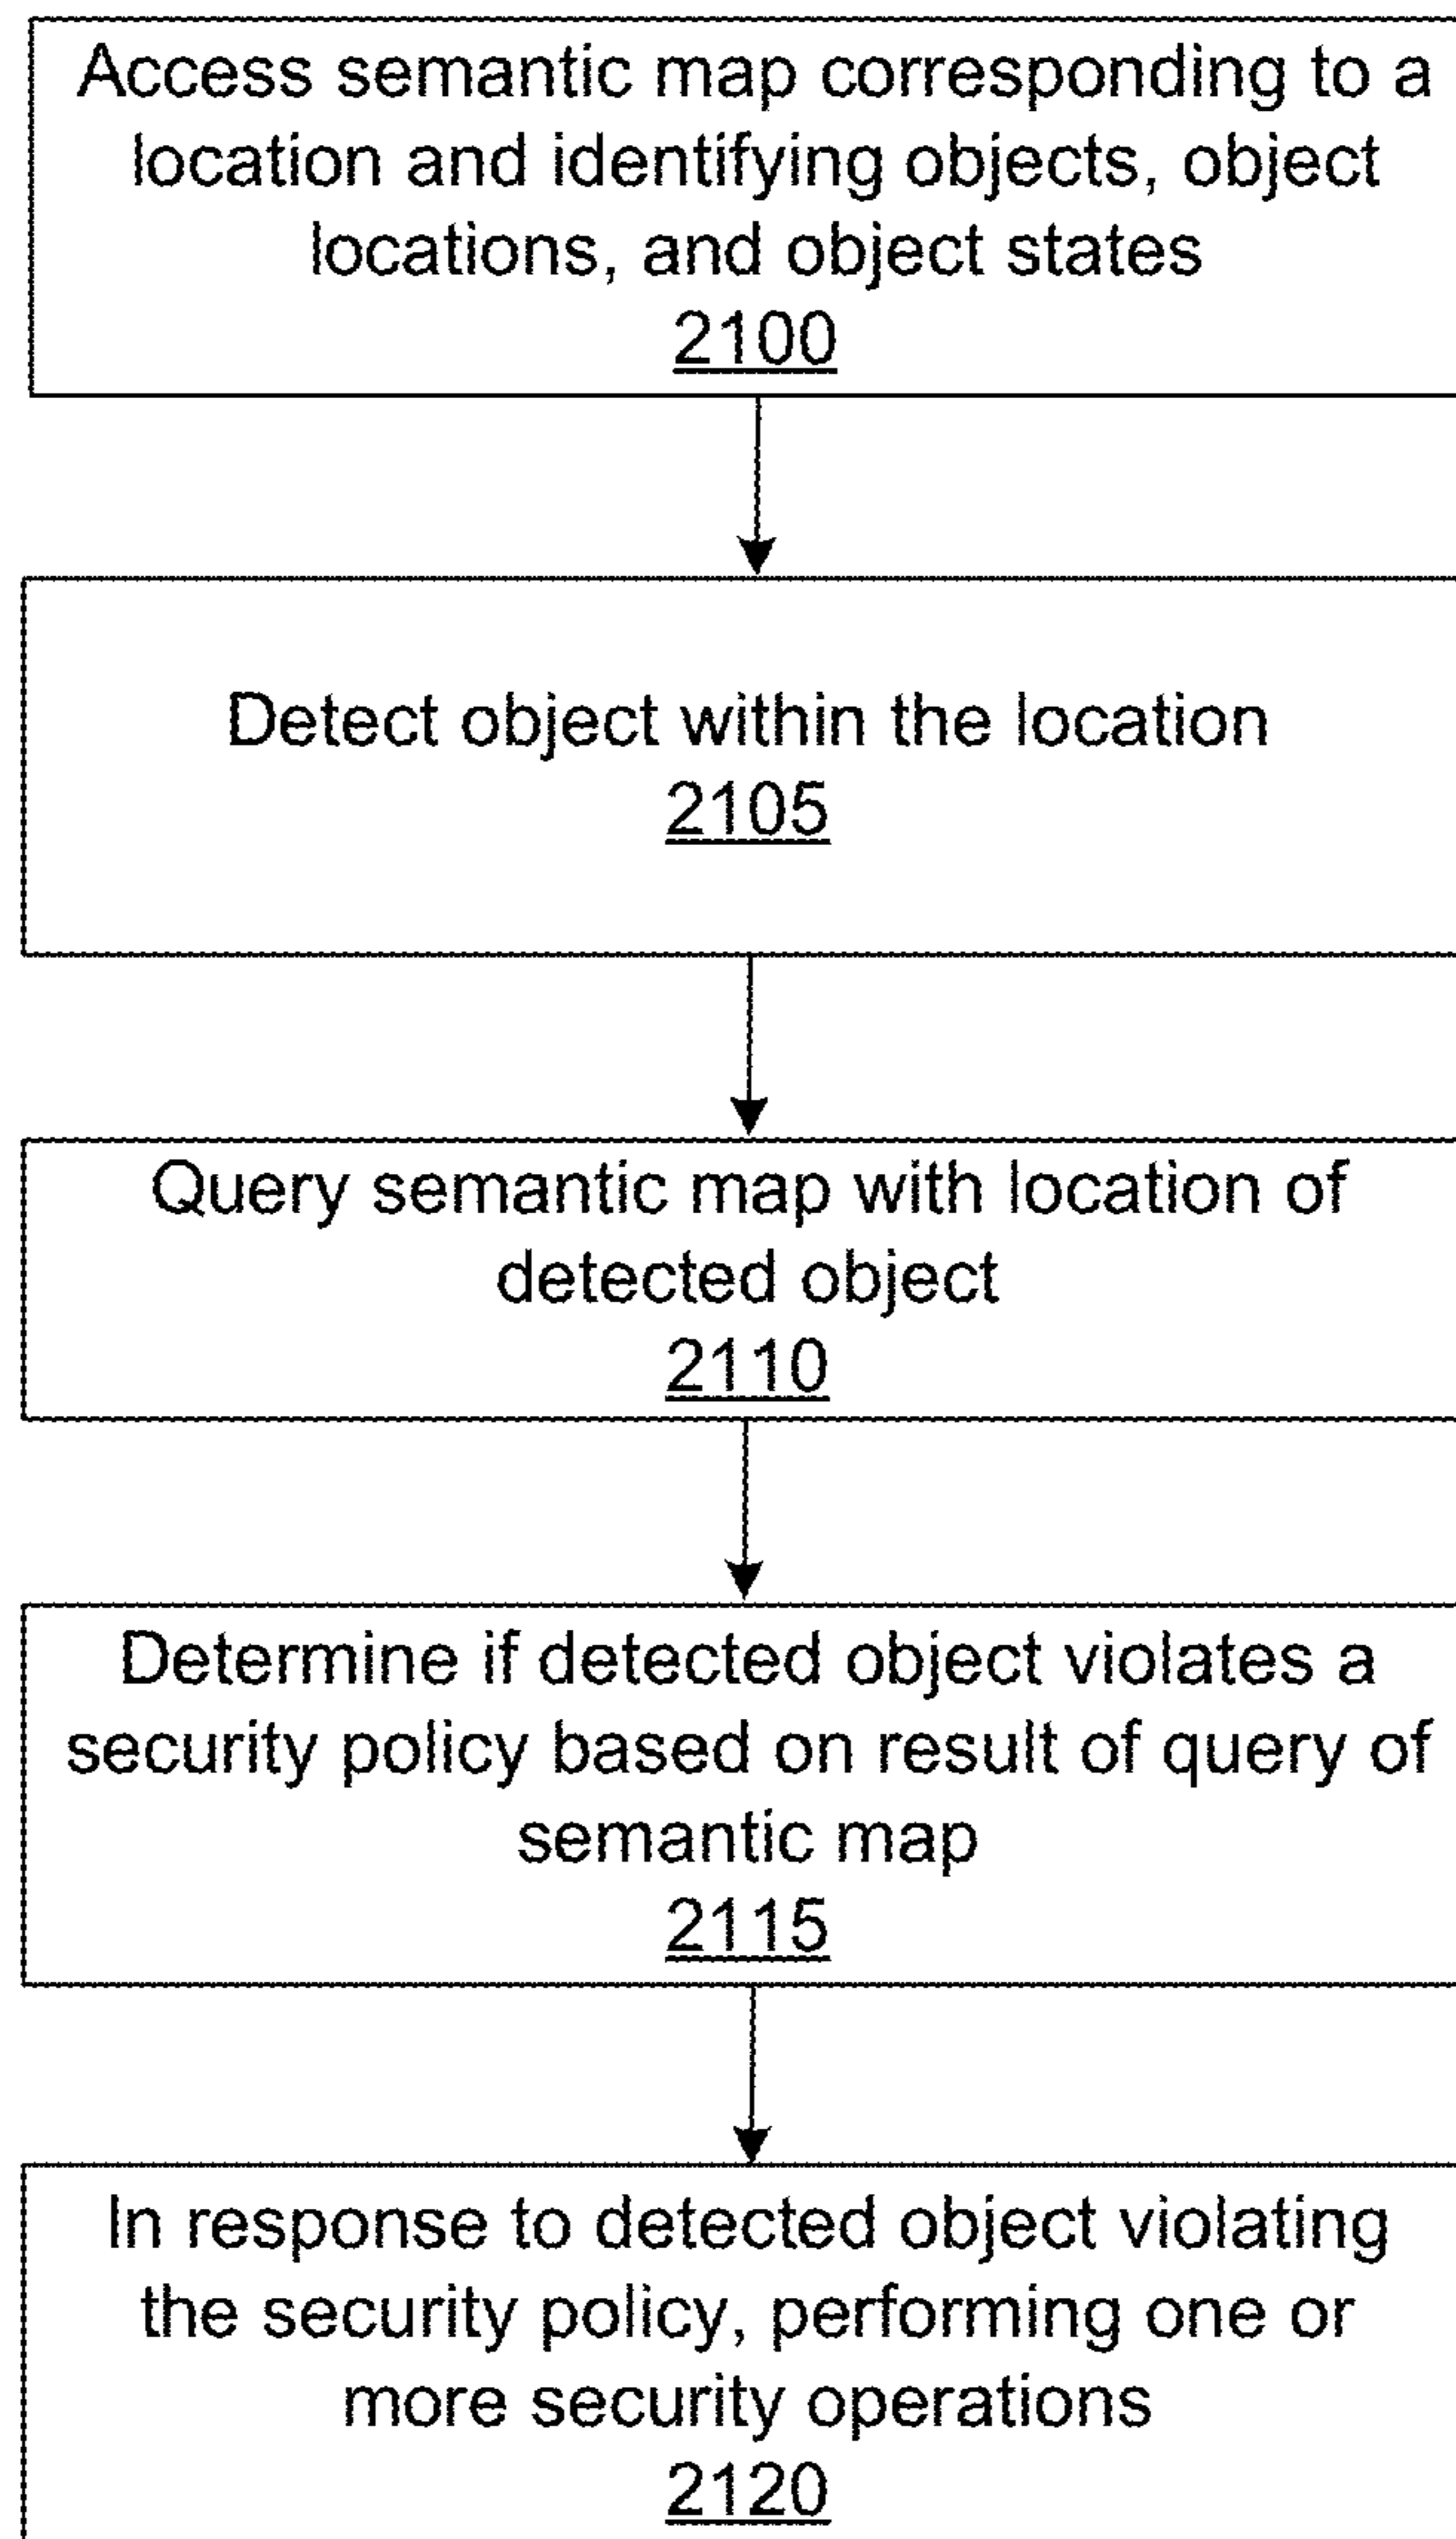 Access semantic map corresponding to a
location and identifying objects, object
locations, and object states
2100
Detect object within the location
2105
Query semantic map with location of
detected object
2110
Determine if detected object violates a
security policy based on result of query of
semantic map
2115
In response to detected object violating
the security policy, performing one or
more security operations
2120